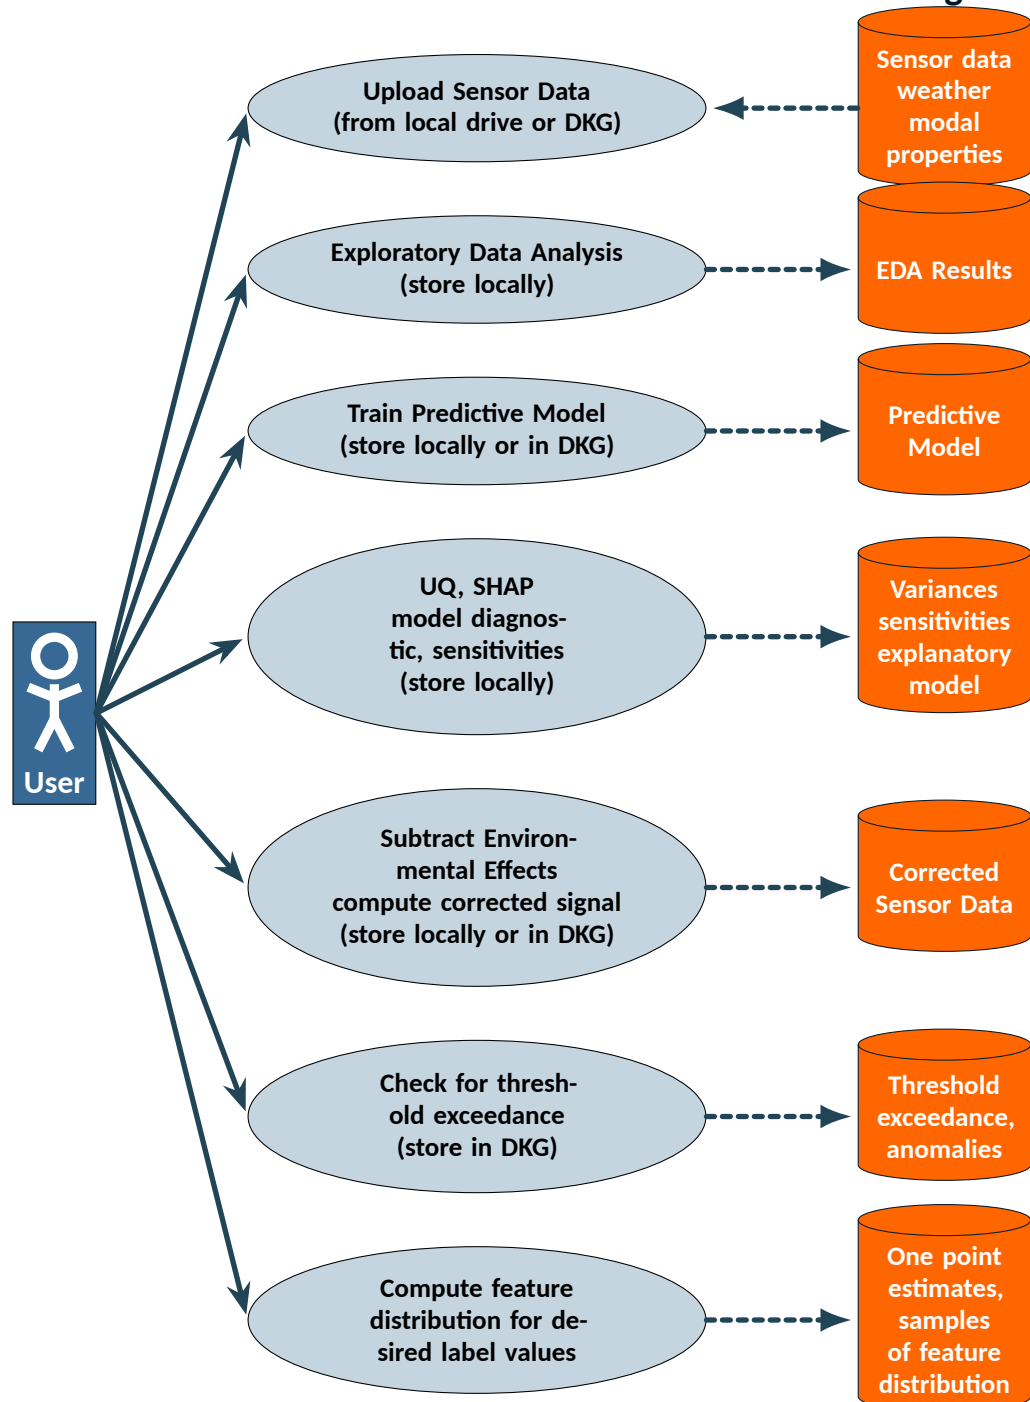 Upload Sensor Data
(from local drive or DKG)
Sensor data
weather
modal
properties
Exploratory Data Analysis
(store locally)
EDA Results
Train Predictive Model
(store locally or in DKG)
Predictive
Model
UQ, SHAP
model diagnos-
tic, sensitivities
(store locally)
Variances
sensitivities
explanatory
model
User
Subtract Environ-
mental Effects
compute corrected signal
(store locally or in DKG)
Corrected
Sensor Data
Check for thresh-
old exceedance
(store in DKG)
Threshold
exceedance,
anomalies
Compute feature
distribution for de-
sired label values
One point
estimates,
samples
of feature
distribution